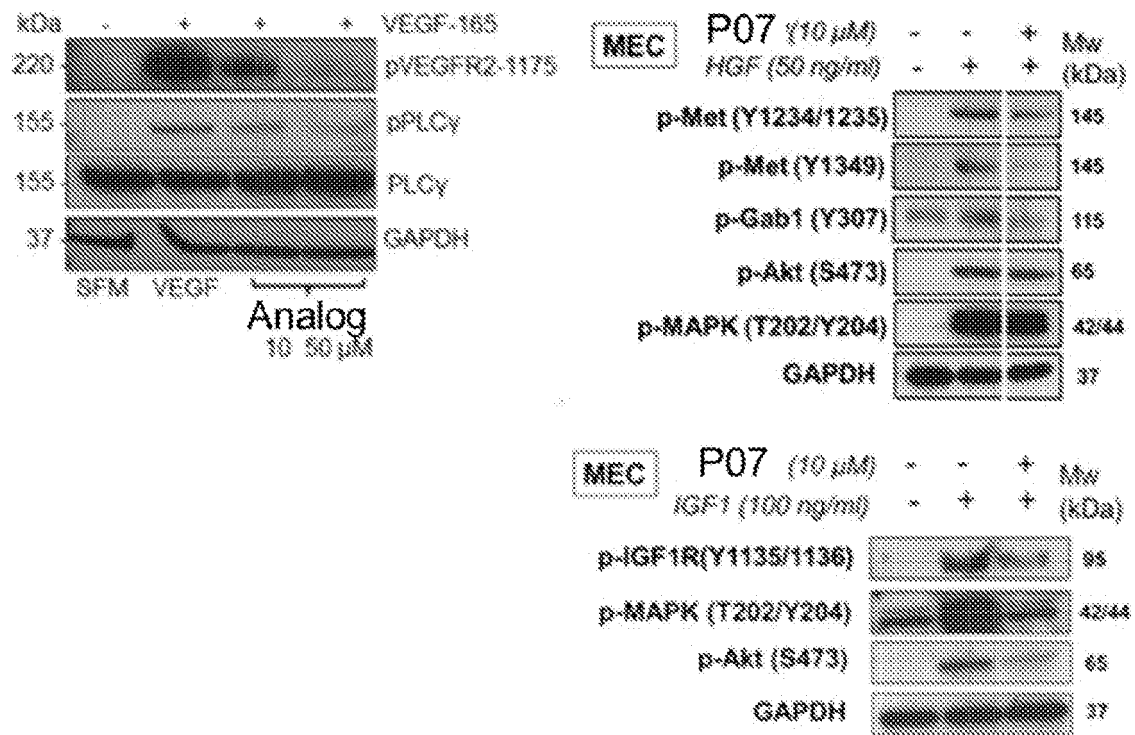 kDa - + + + VEGF-165
220 pVEGFR2-1175
155 pPLCγ
155 PLCγ
37 GAPDH
SFM VEGF
Analog
10 50 µM
MEC P07 (10 µM) - - + Mw
HGF (50 ng/ml) - + + (kDa)
p-Met (Y1234/1235) 145
p-Met (Y1349) 145
p-Gab1 (Y307) 115
p-Akt (S473) 65
p-MAPK (T202/Y204) 42/44
GAPDH 37
MEC P07 (10 µM) - - + Mw
IGF1 (100 ng/ml) - + + (kDa)
p-IGF1R(Y1135/1136) 95
p-MAPK (T202/Y204) 42/44
p-Akt (S473) 65
GAPDH 37